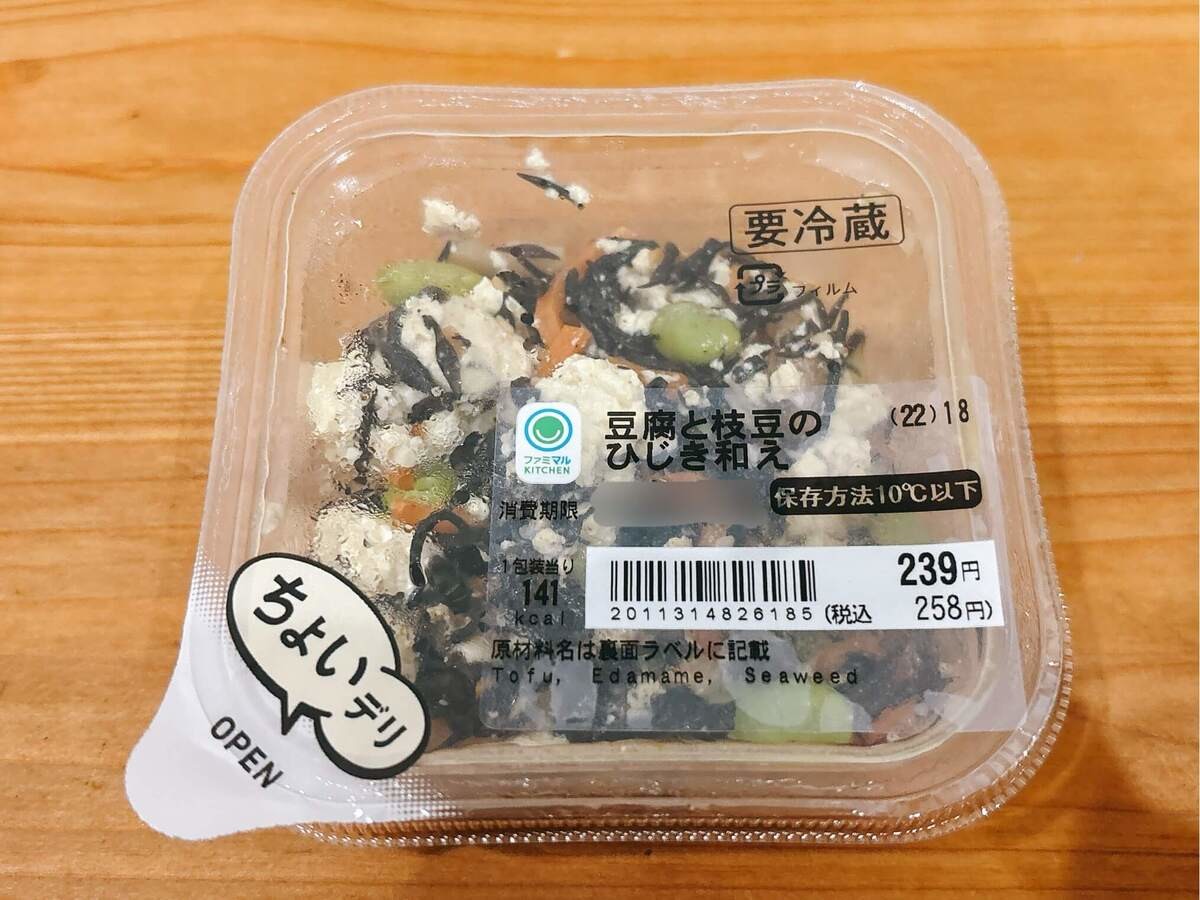 要冷蔵
プラ フィルム
ファミマル
KITCHEN
豆腐と枝豆の
ひじき和え
(22)18
消費期限
保存方法10℃以下
1包装当り
141
kcal
239円
2011314826185
(税込 258円)
原材料名は裏面ラベルに記載
Tofu, Edamame, Seaweed
ちょい
デリ
OPEN